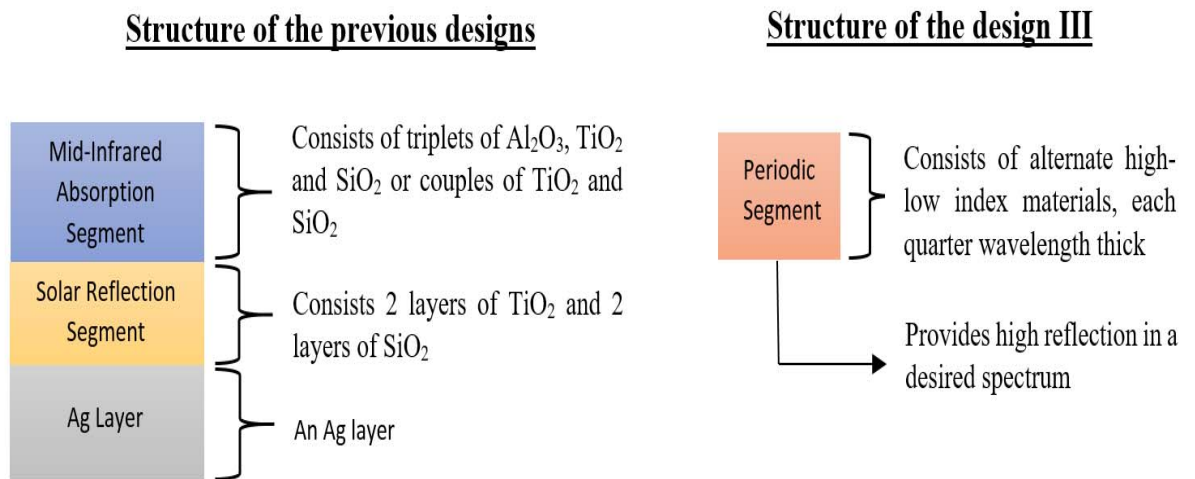 Structure of the previous designs
Mid-Infrared
Absorption
Segment
Consists of triplets of Al₂O₃, TiO₂
and SiO₂ or couples of TiO₂ and
SiO₂
Solar Reflection
Segment
Consists 2 layers of TiO₂ and 2
layers of SiO₂
Ag Layer
An Ag layer
Structure of the design III
Periodic
Segment
Consists of alternate high-
low index materials, each
quarter wavelength thick
Provides high reflection in a
desired spectrum